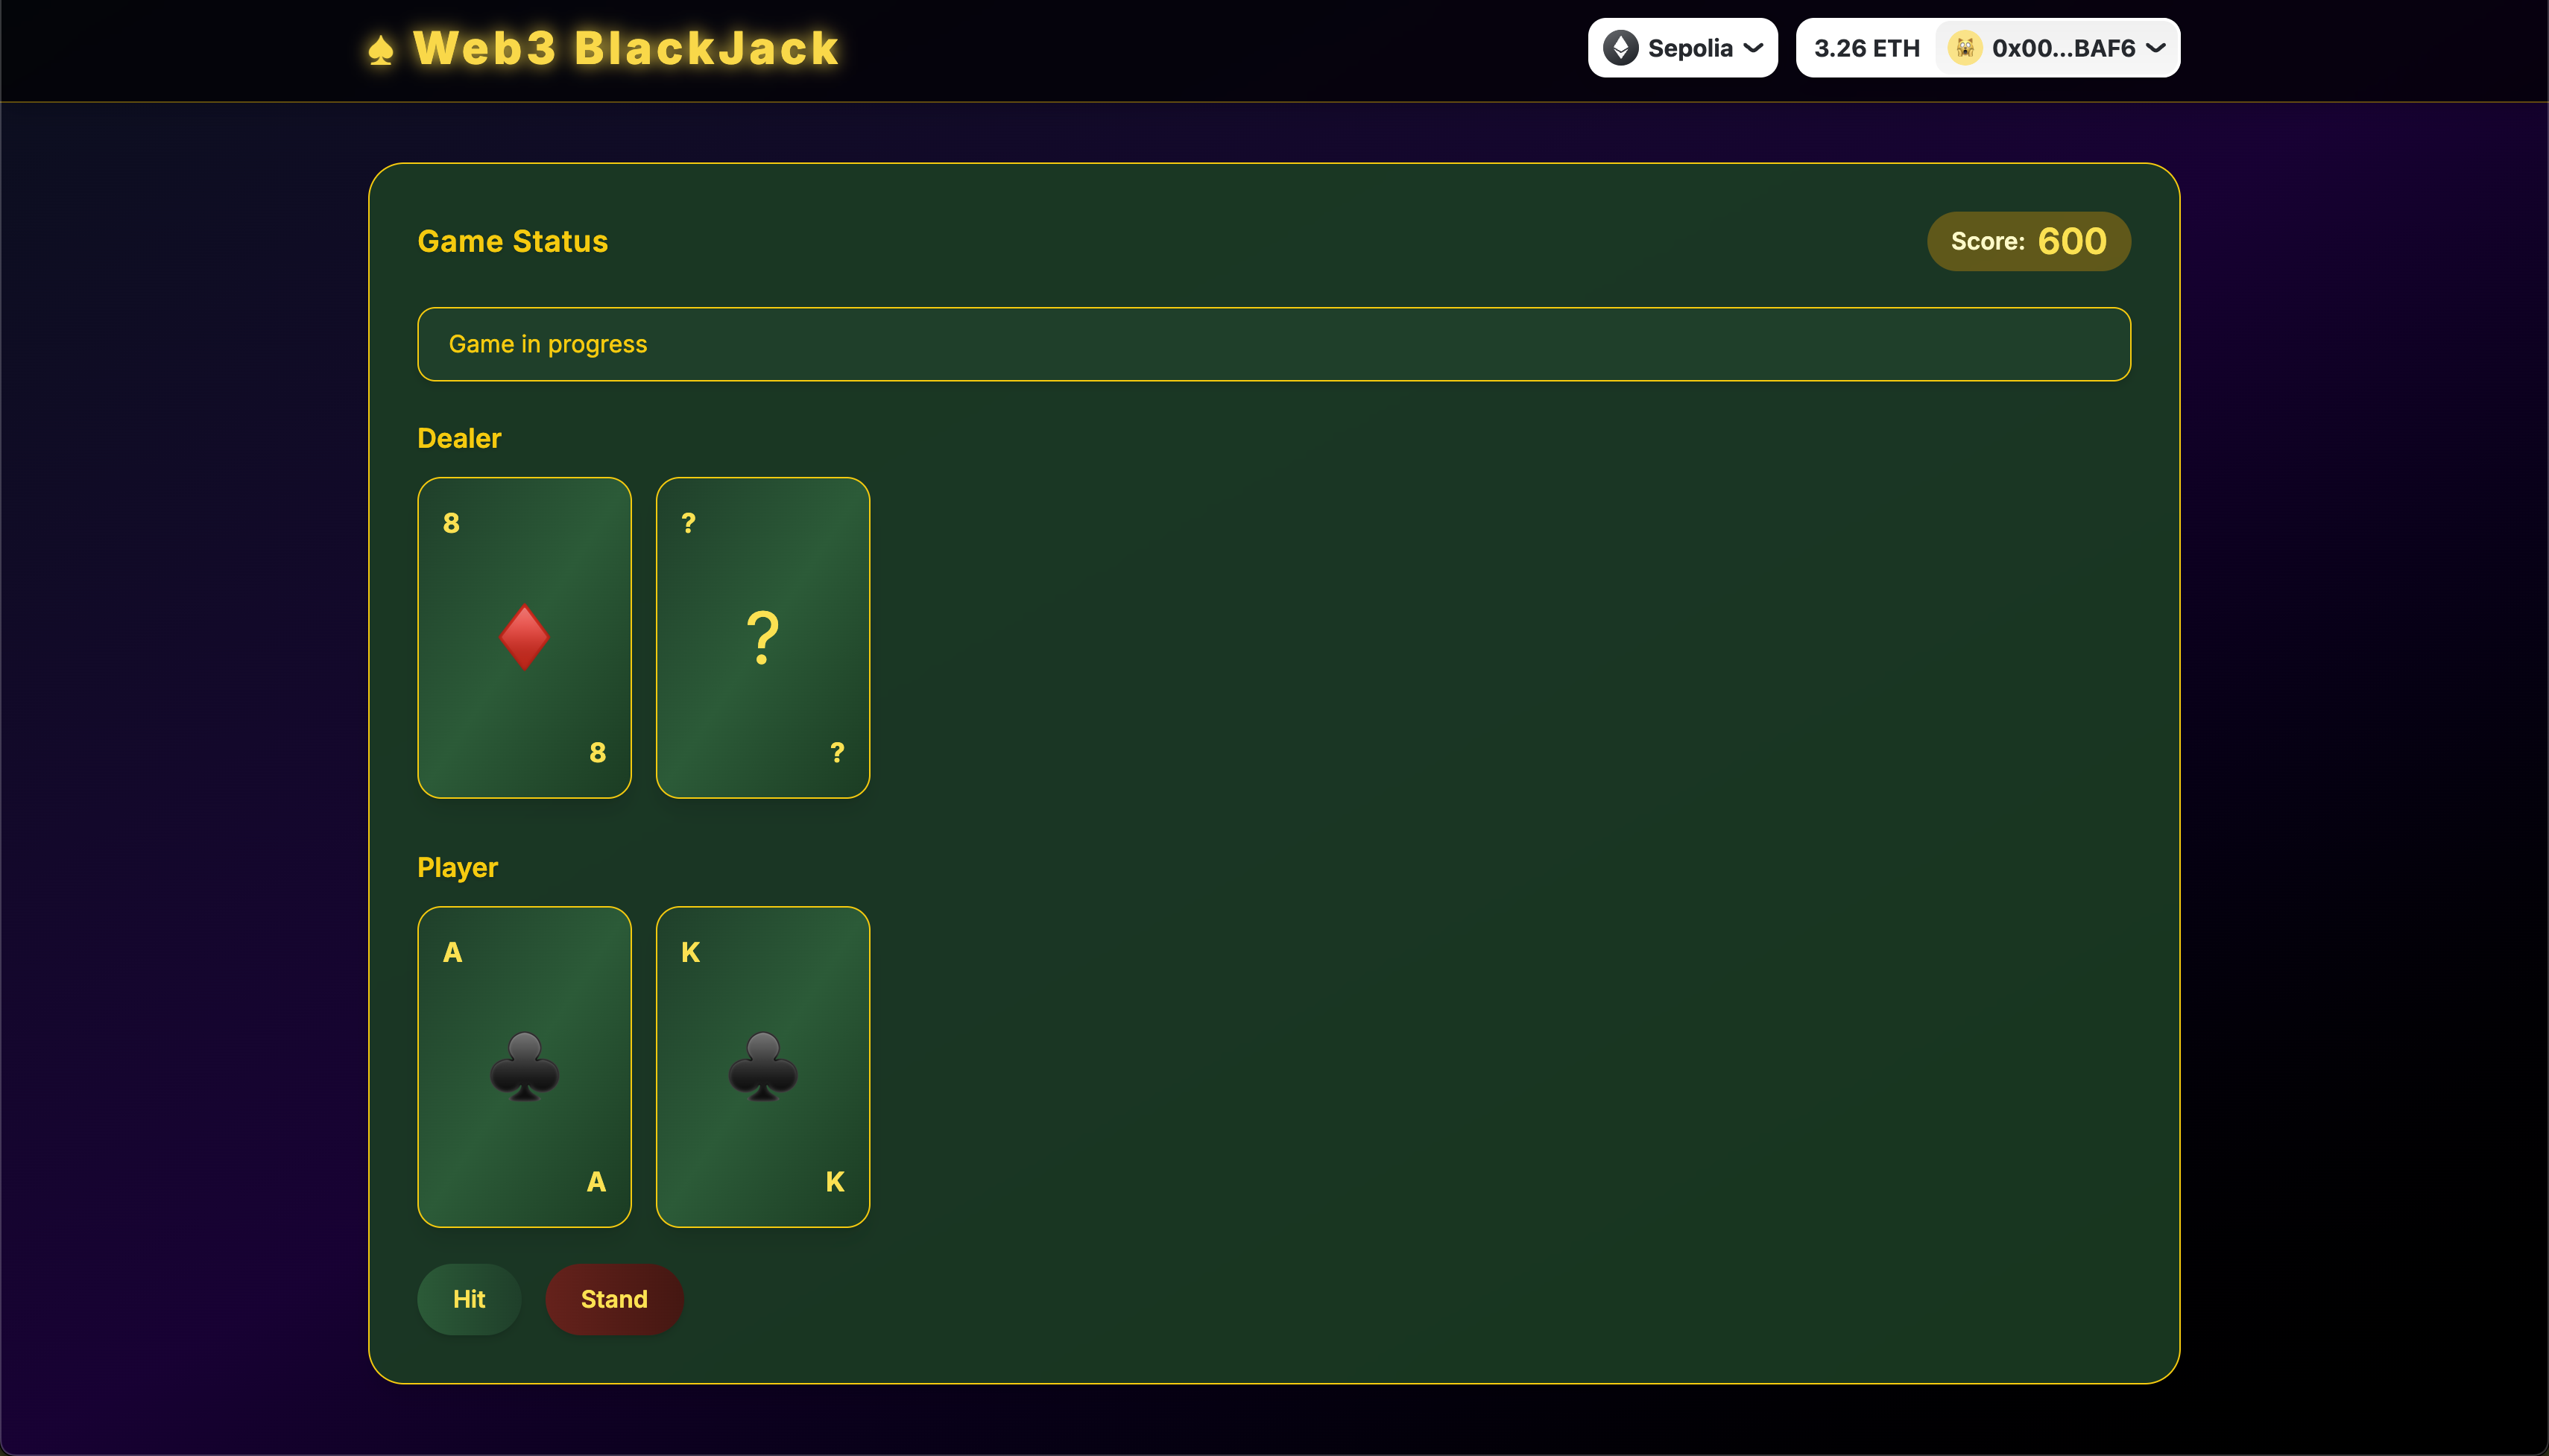 ♠ Web3 BlackJack
Sepolia
3.26 ETH 0x00...BAF6
Game Status
Score: 600
Game in progress
Dealer
8 ?
?
8 ?
Player
A K
A K
Hit Stand